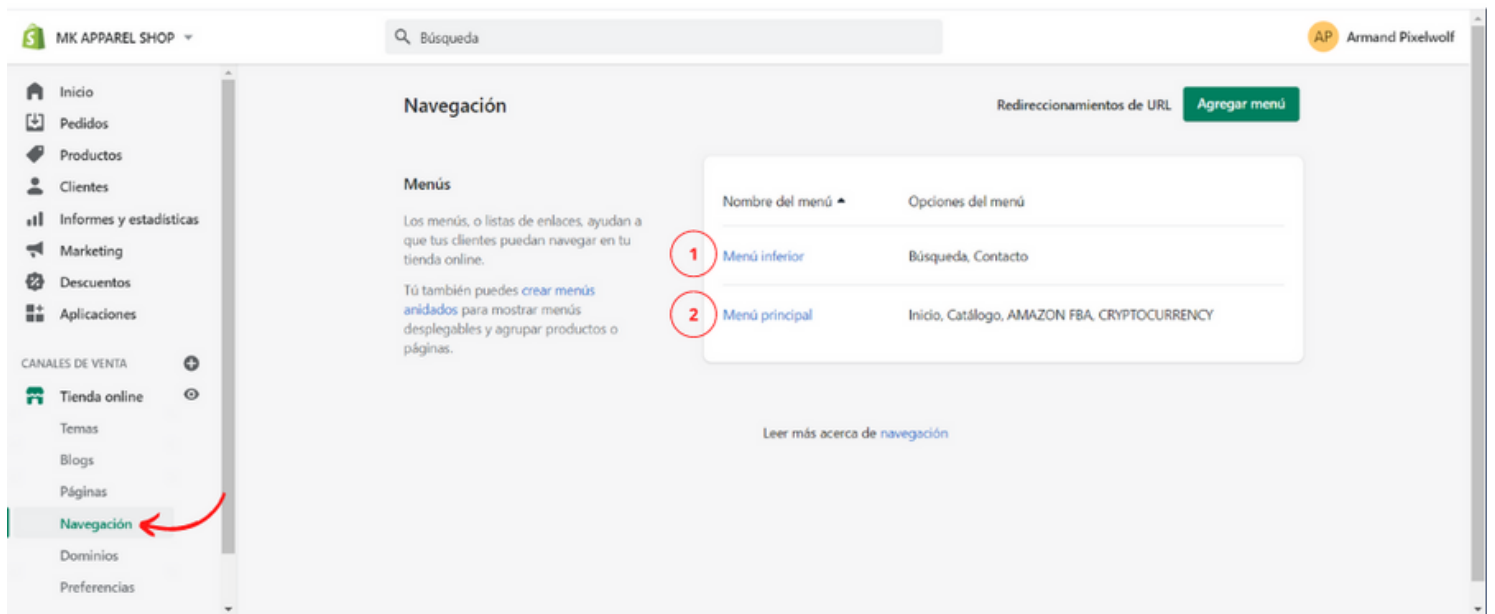 MK APPAREL SHOP
Búsqueda
AP Armand Pixelwolf
Inicio
Pedidos
Productos
Clientes
Informes y estadísticas
Marketing
Descuentos
Aplicaciones
CANALES DE VENTA
Tienda online
Temas
Blogs
Páginas
Navegación
Dominios
Preferencias
Navegación
Redireccionamientos de URL
Agregar menú
Menús
Los menús, o listas de enlaces, ayudan a
que tus clientes puedan navegar en tu
tienda online.
Tú también puedes crear menús
anidados para mostrar menús
desplegables y agrupar productos o
páginas.
Nombre del menú Opciones del menú
1 Menú inferior Búsqueda, Contacto
2 Menú principal Inicio, Catálogo, AMAZON FBA, CRYPTOCURRENCY
Leer más acerca de navegación